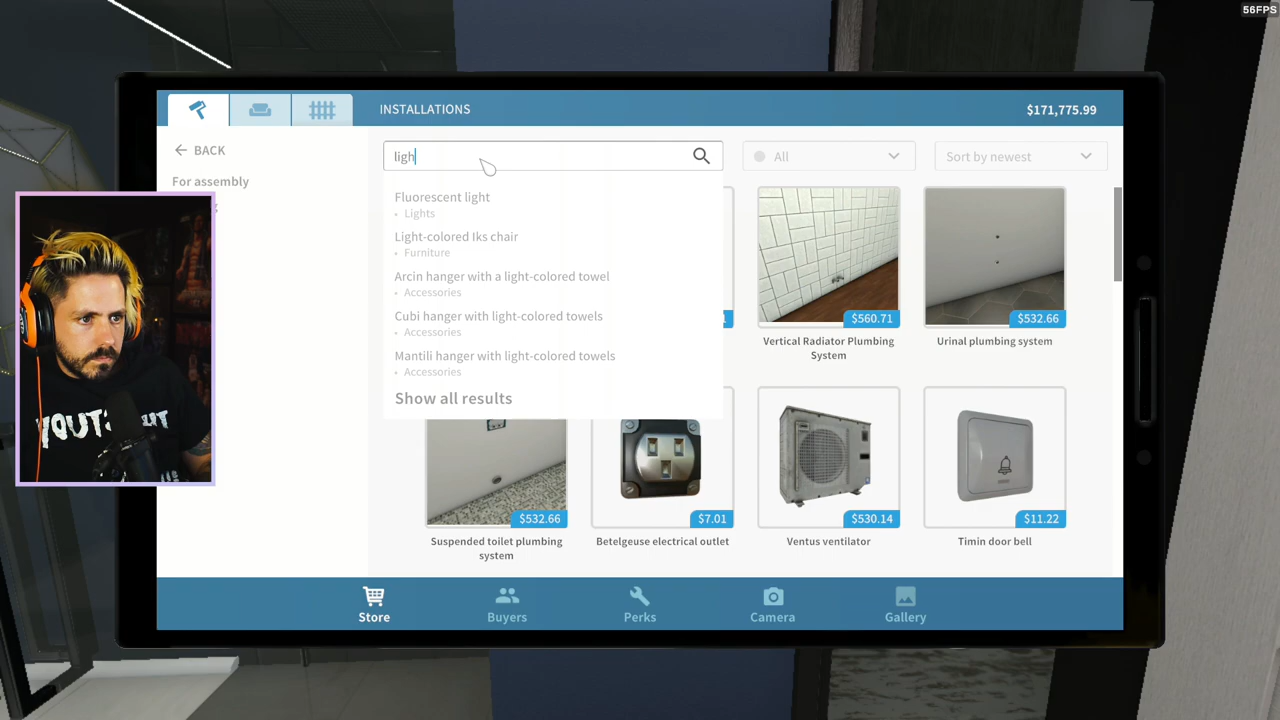 56FPS
INSTALLATIONS
$171,775.99
BACK
ligh
All
Sort by newest
For assembly
Fluorescent light
• Lights
Light-colored Iks chair
• Furniture
Arcin hanger with a light-colored towel
• Accessories
Cubi hanger with light-colored towels
• Accessories
Mantili hanger with light-colored towels
• Accessories
Show all results
$560.71
$532.66
Vertical Radiator Plumbing
System
Urinal plumbing system
$532.66
$7.01
$530.14
$11.22
Suspended toilet plumbing
system
Betelgeuse electrical outlet
Ventus ventilator
Timin door bell
Store
Buyers
Perks
Camera
Gallery